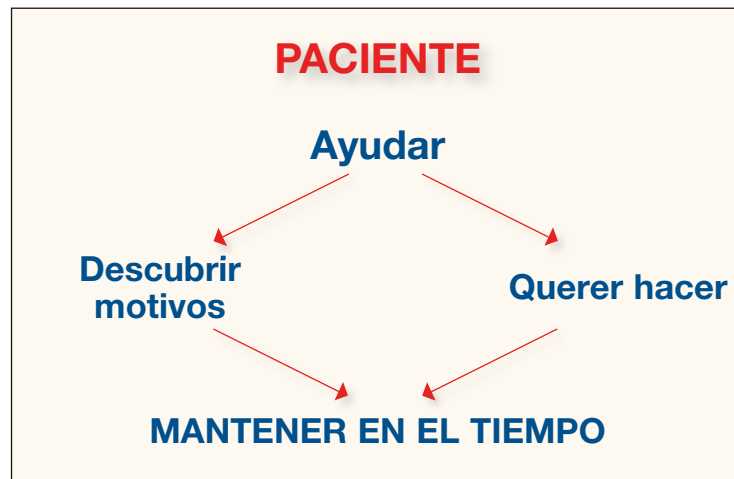 PACIENTE
Ayudar
Descubrir
motivos
Querer hacer
MANTENER EN EL TIEMPO